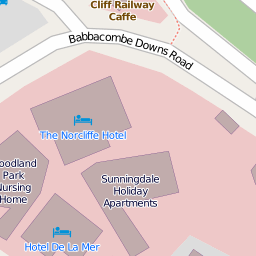 Cliff Railway
Caffe
Babbacombe Downs Road
The Norcliffe Hotel
oodland
Park
Nursing
Home
Sunningdale
Holiday
Apartments
Hotel De La Mer